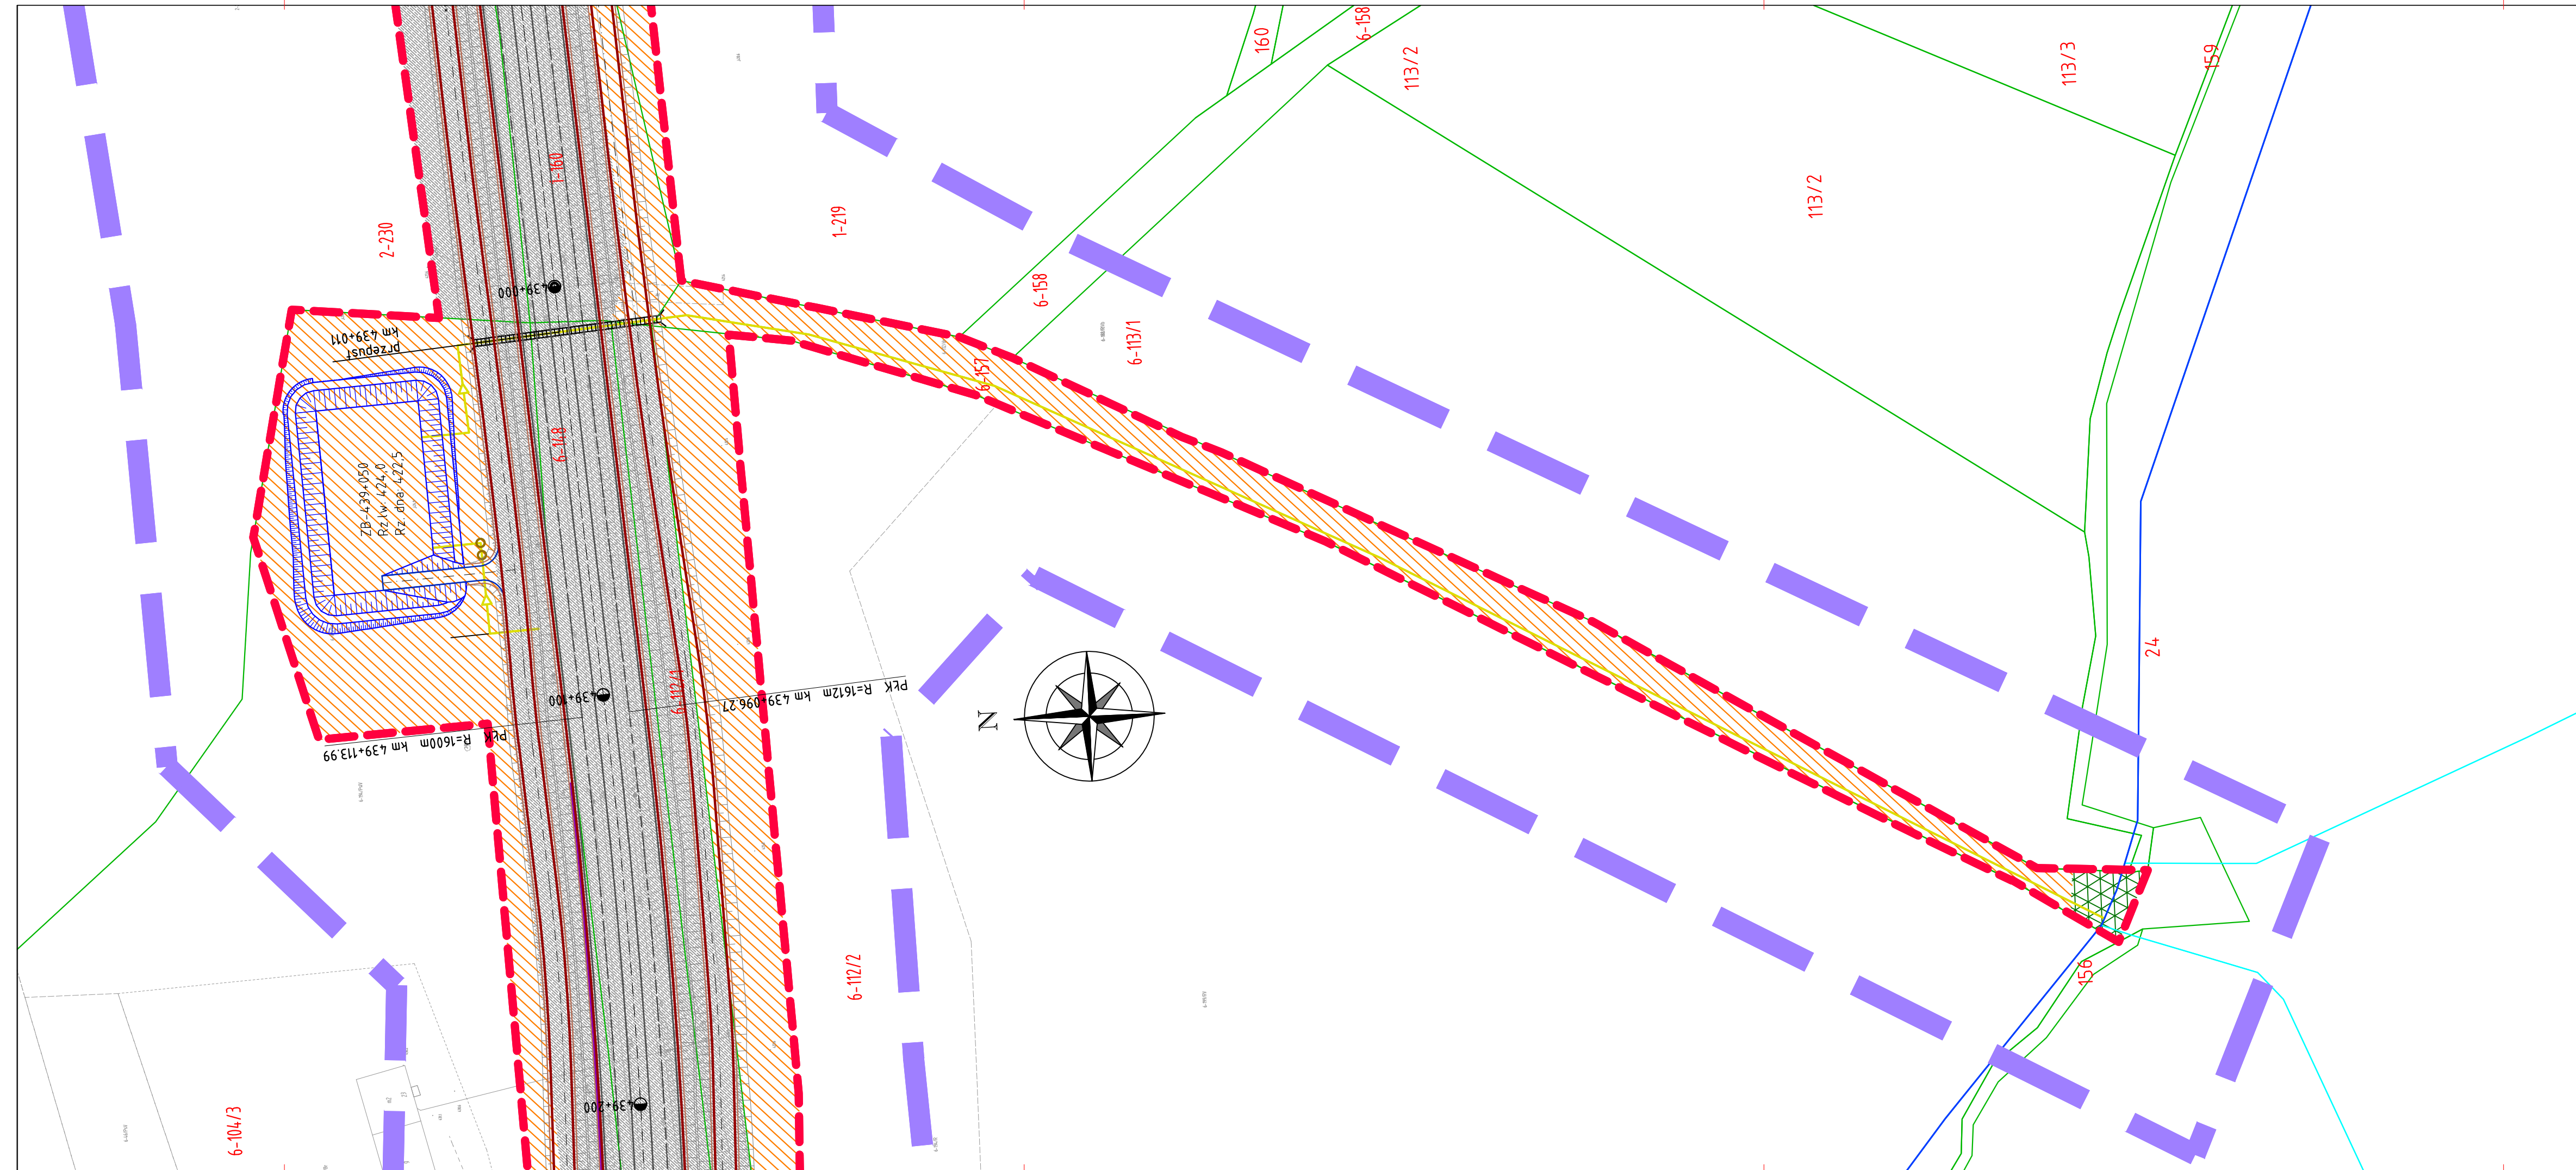 160
6-158
113/2
113/3
159
1-160
113/2
2-230
1-219
439+000
6-158
przepust
km 439+011
6-113/1
6-157
6-148
ZB-439+050
Rz.łw: 424,0
Rz. dna: 422,5
24
6-112/1
439+100
PŁK R=1612m km 439+096.27
N
PŁK R=1600m km 439+113.99
6-112/2
156
439+200
6-104/3